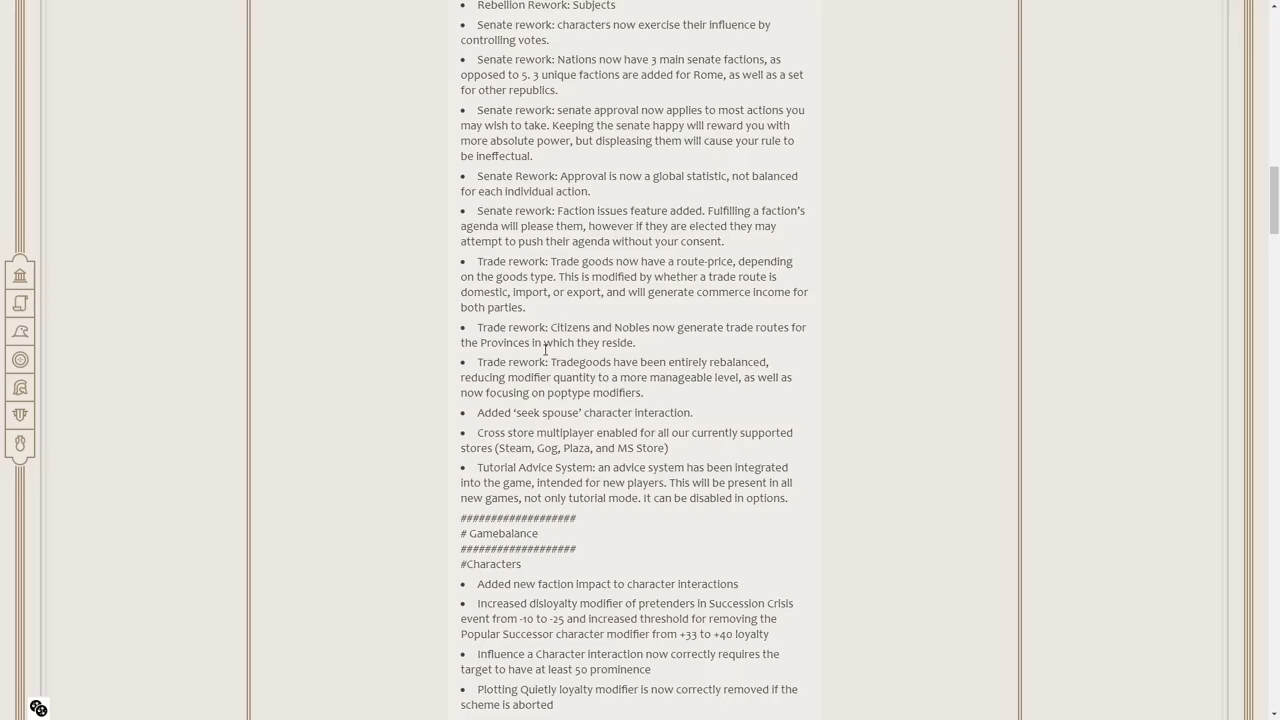 Rebellion Rework: Subjects
Senate rework: characters now exercise their influence by
controlling votes.
Senate rework: Nations now have 3 main senate factions, as
opposed to 5. 3 unique factions are added for Rome, as well as a set
for other republics.
Senate rework: senate approval now applies to most actions you
may wish to take. Keeping the senate happy will reward you with
more absolute power, but displeasing them will cause your rule to
be ineffectual.
Senate Rework: Approval is now a global statistic, not balanced
for each individual action.
Senate rework: Faction issues feature added. Fulfilling a faction’s
agenda will please them, however if they are elected they may
attempt to push their agenda without your consent.
Trade rework: Trade goods now have a route-price, depending
on the goods type. This is modified by whether a trade route is
domestic, import, or export, and will generate commerce income for
both parties.
Trade rework: Citizens and Nobles now generate trade routes for
the Provinces in which they reside.
Trade rework: Tradegoods have been entirely rebalanced,
reducing modifier quantity to a more manageable level, as well as
now focusing on poptype modifiers.
Added ‘seek spouse’ character interaction.
Cross store multiplayer enabled for all our currently supported
stores (Steam, Gog, Plaza, and MS Store)
Tutorial Advice System: an advice system has been integrated
into the game, intended for new players. This will be present in all
new games, not only tutorial mode. It can be disabled in options.
###################
# Gamebalance
###################
#Characters
Added new faction impact to character interactions
Increased disloyalty modifier of pretenders in Succession Crisis
event from -10 to -25 and increased threshold for removing the
Popular Successor character modifier from +33 to +40 loyalty
Influence a Character interaction now correctly requires the
target to have at least 50 prominence
Plotting Quietly loyalty modifier is now correctly removed if the
scheme is aborted